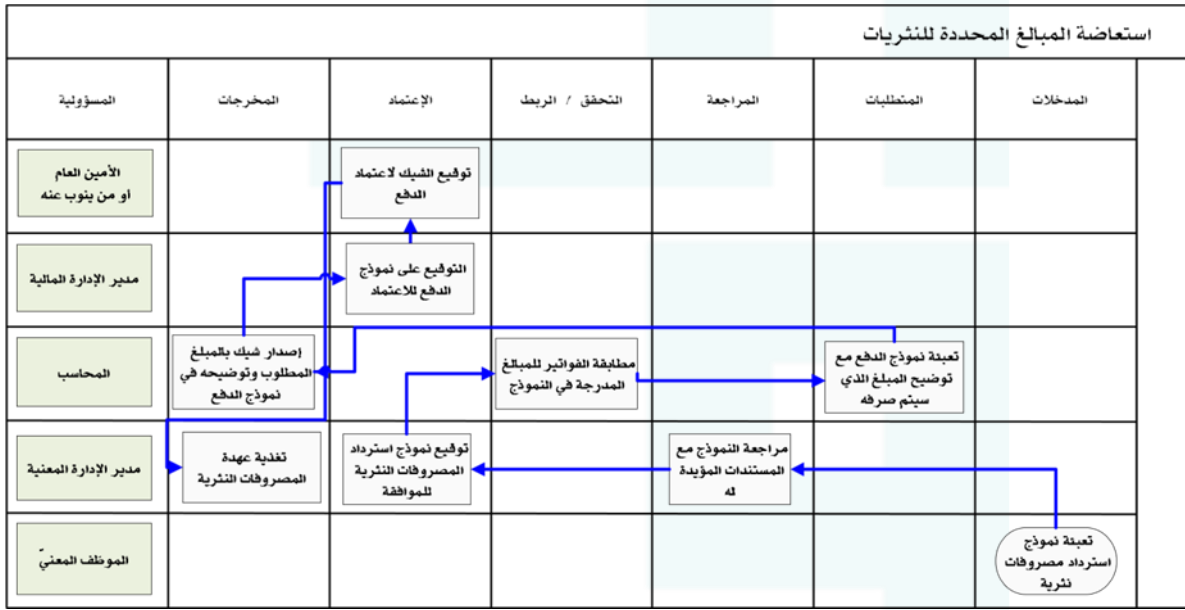 استعاضة المبالغ المحددة للنثريات
المدخلات
المتطلبات
المراجعة
التحقق / الربط
الإعتماد
المخرجات
المسؤولية
توقيع الشيك لاعتماد
الدفع
الأمين العام
او من ينوب عنه
التوقيع على نموذج
الدفع للاعتماد
مدير الإدارة المالية
تعبئة نموذج الدفع مع
توضيح المبلغ الذي
سيتم صرفه
مطابقة الفواتير للمبالغ
المدرجة في النموذج
إصدار شيك بالمبلغ
المطلوب وتوضيحه في
نموذج الدفع
المحاسب
مراجعة النموذج مع
المستندات المؤيدة
له
توقيع نموذج استرداد
المصروفات النثرية
للموافقة
تغذية عهدة
المصروفات النثرية
مدير الإدارة المعنية
تعبئة نموذج
استرداد مصروفات
نثرية
الموظف المعنيّ